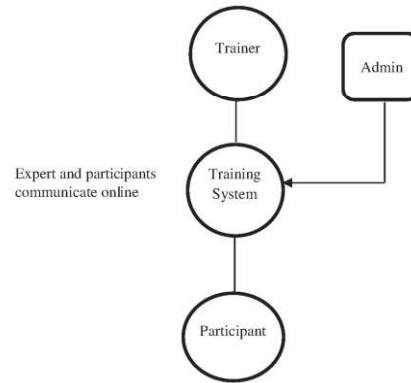 Trainer
Admin
Expert and participants
communicate online
Training
System
Participant